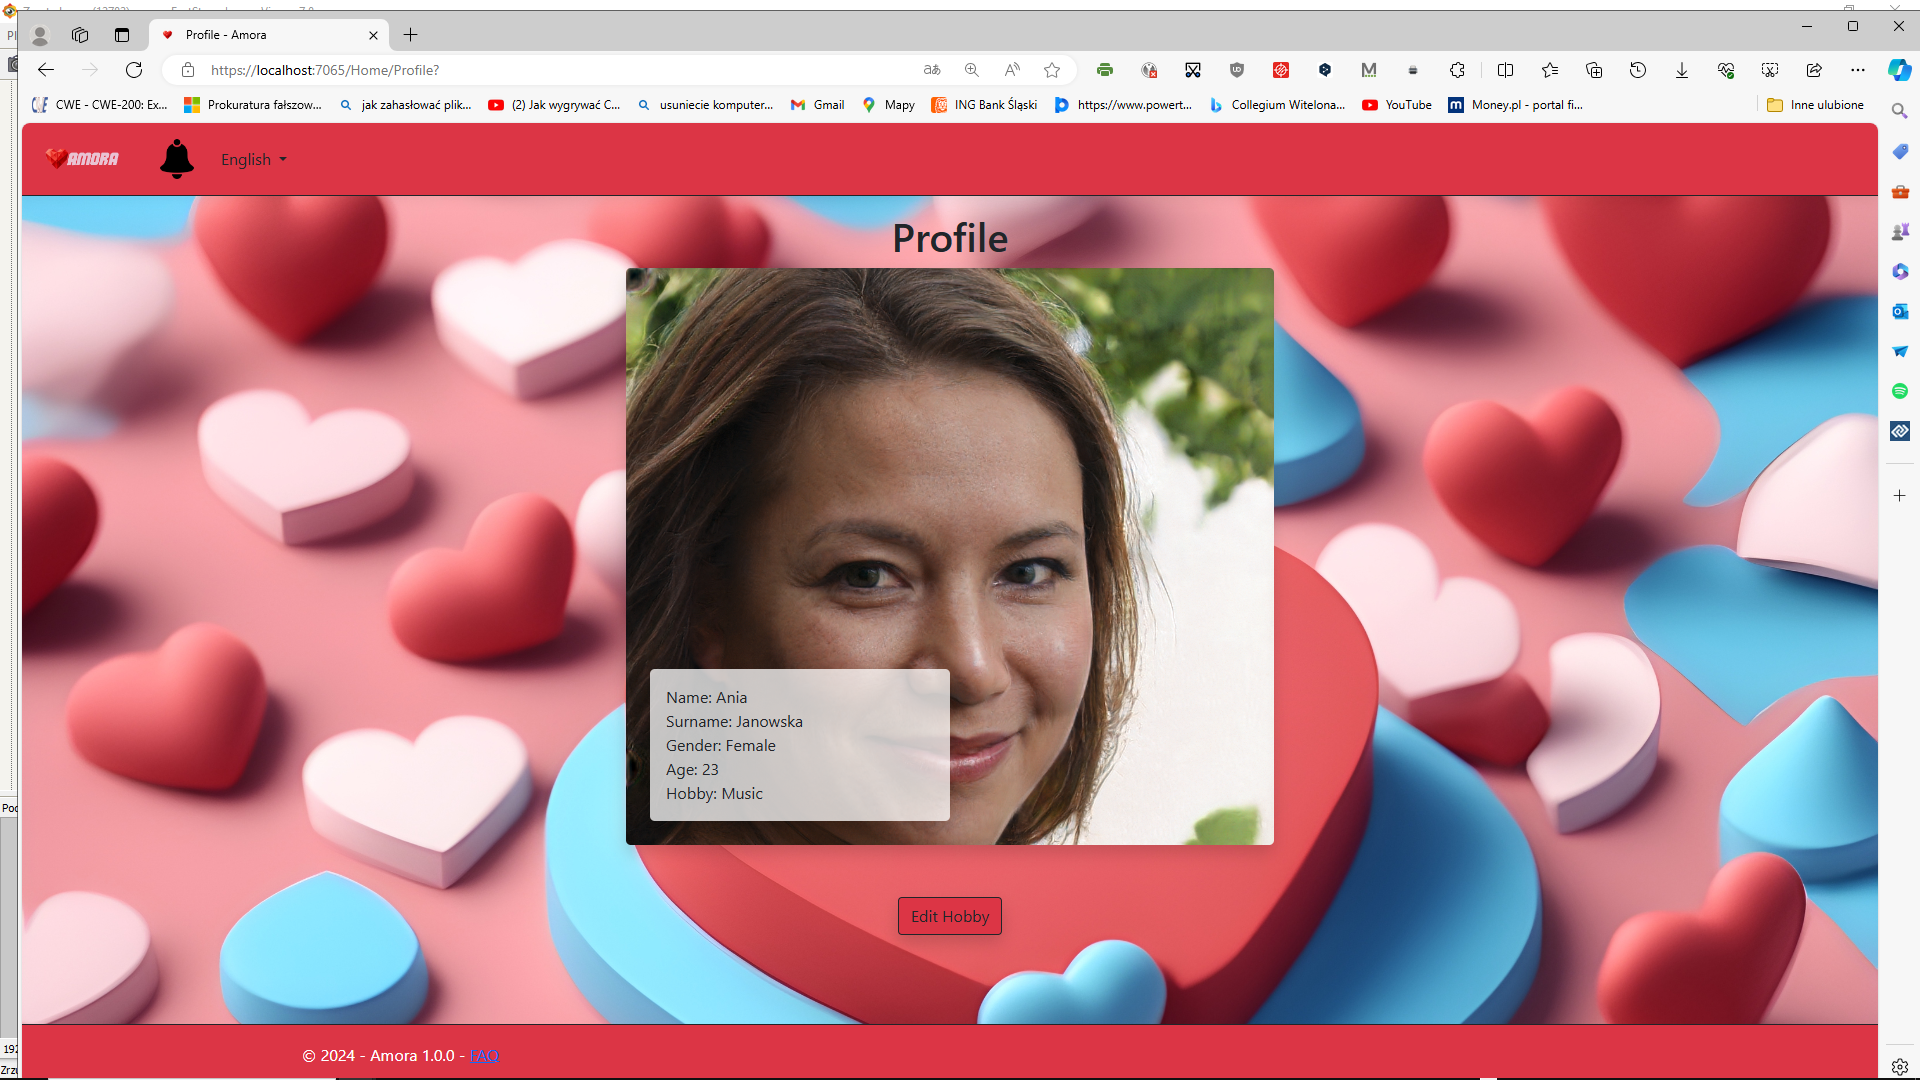 Profile - Amora
https://localhost:7065/Home/Profile?
CWE - CWE-200: Ex...
Prokuratura fałszow...
jak zahasłować plik...
(2) Jak wygrywać C...
usuniecie komputer...
Gmail
Mapy
ING Bank Śląski
https://www.powert...
Collegium Witelona...
YouTube
Money.pl - portal fi...
Inne ulubione
AMORA
English
Profile
Name: Ania
Surname: Janowska
Gender: Female
Age: 23
Hobby: Music
Edit Hobby
© 2024 - Amora 1.0.0 - FAQ